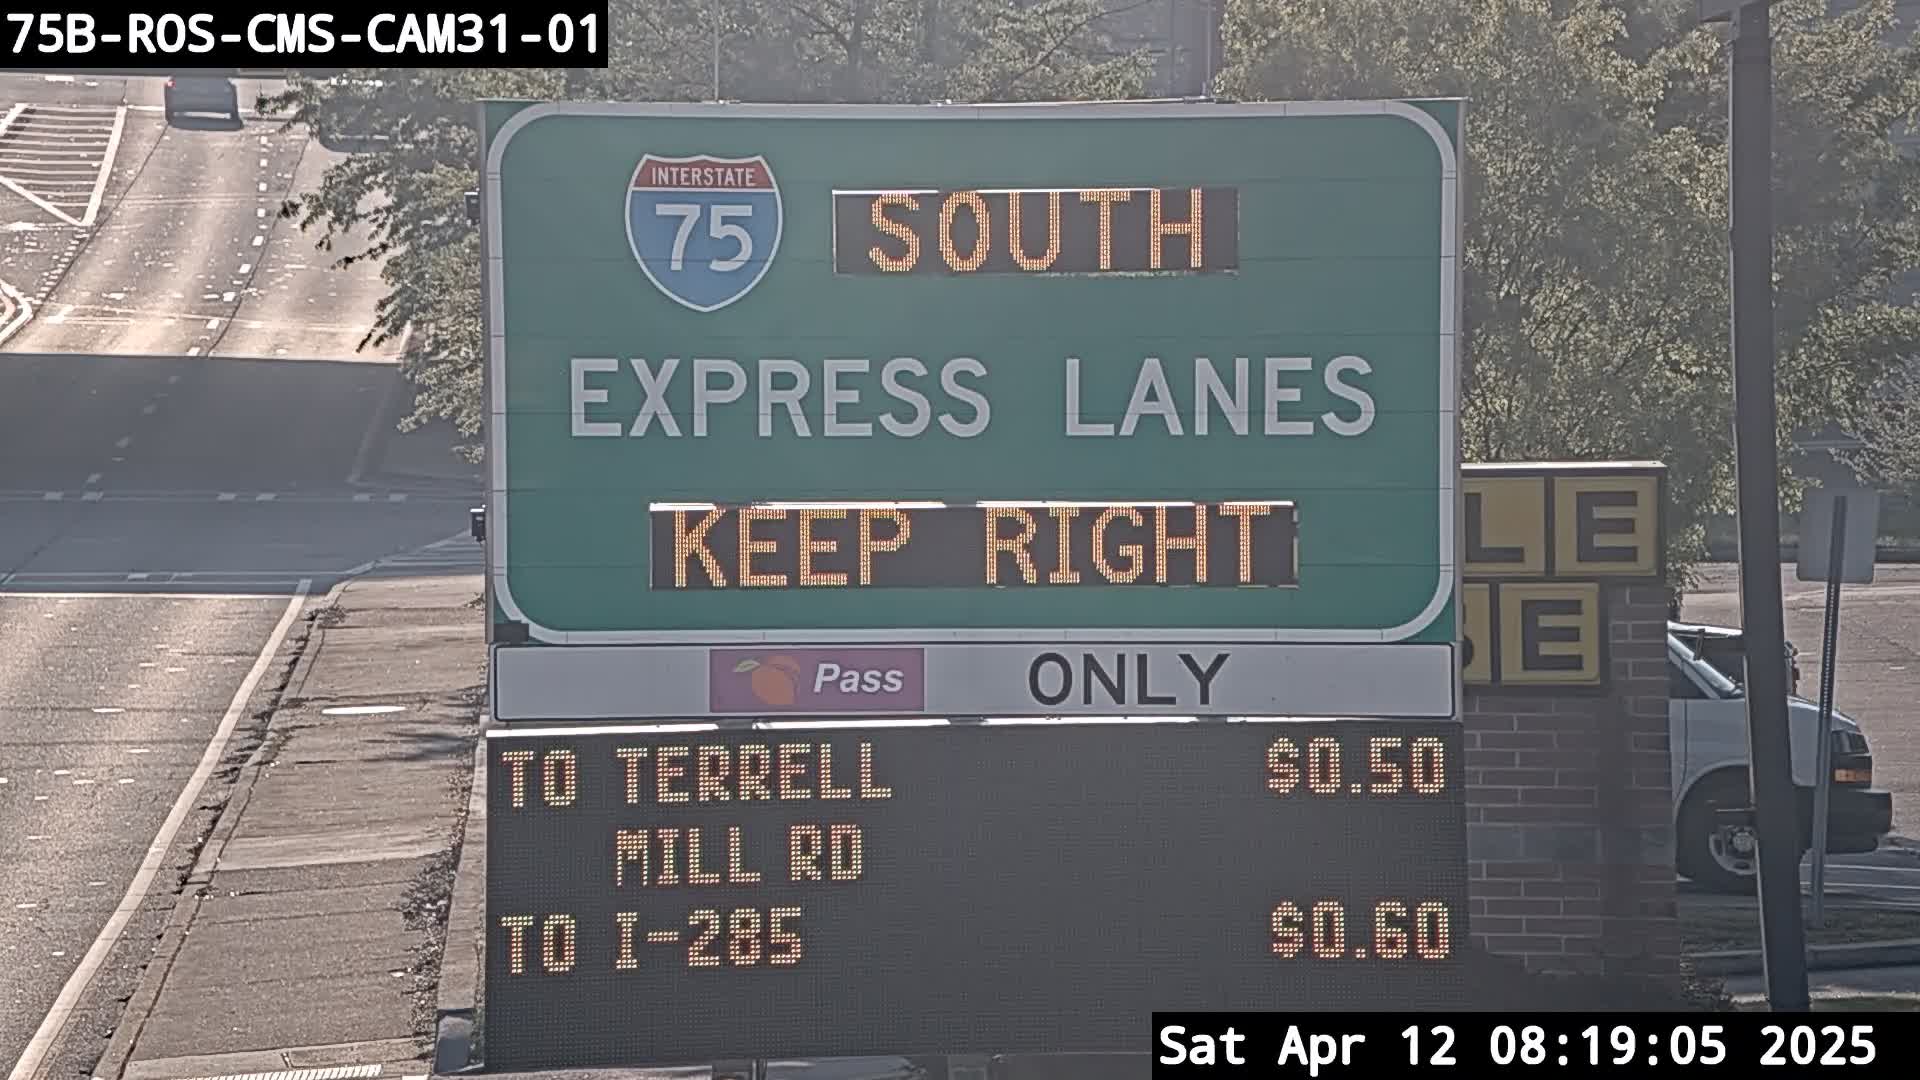 75B-ROS-CMS-CAM31-01
INTERSTATE
75
SOUTH
EXPRESS LANES
KEEP RIGHT
Pass ONLY
TO TERRELL $0.50
MILL RD
TO I-285 $0.60
LE
E
Sat Apr 12 08:19:05 2025